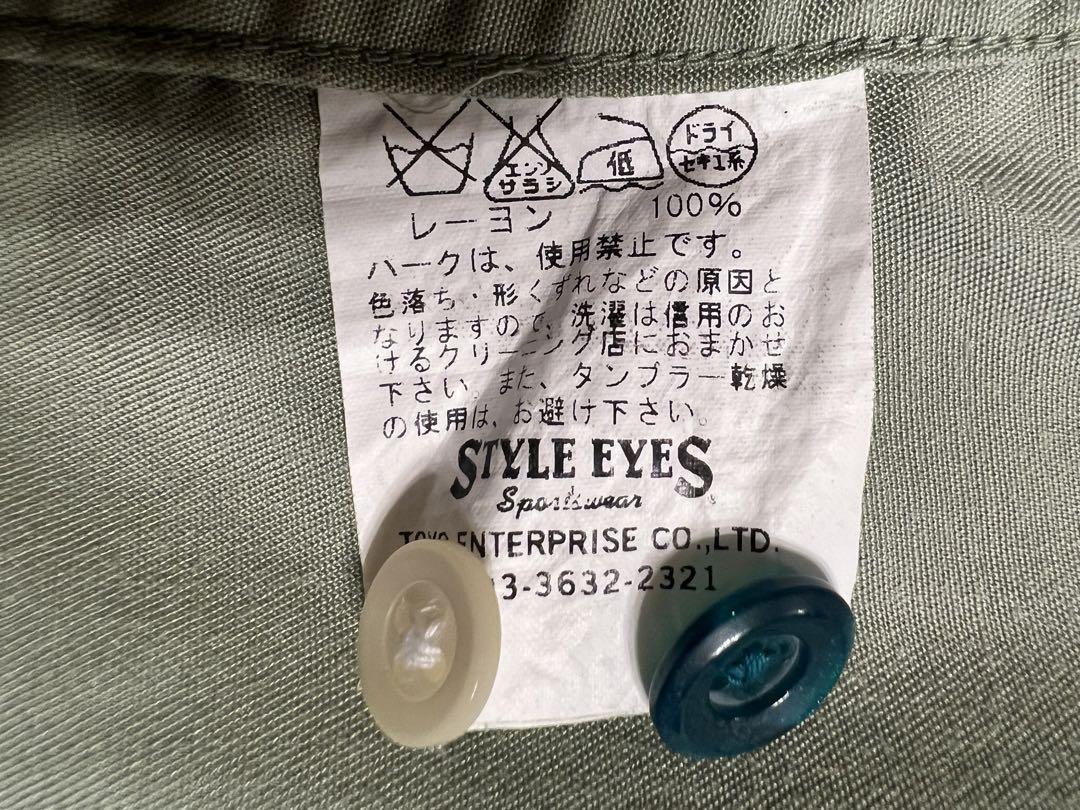 エンソ
サラシ
低
ドライ
セキユ系
レーヨン 100%
ハークは、使用禁止です。
色落ち・形くずれなどの原因と
なりますので、洗濯は信用のお
けるクリーニング店におまかせ
下さい。また、タンブラー乾燥
の使用は、お避け下さい。
STYLE EYES
Sportswear
TOYO ENTERPRISE CO.,LTD.
3-3632-2321